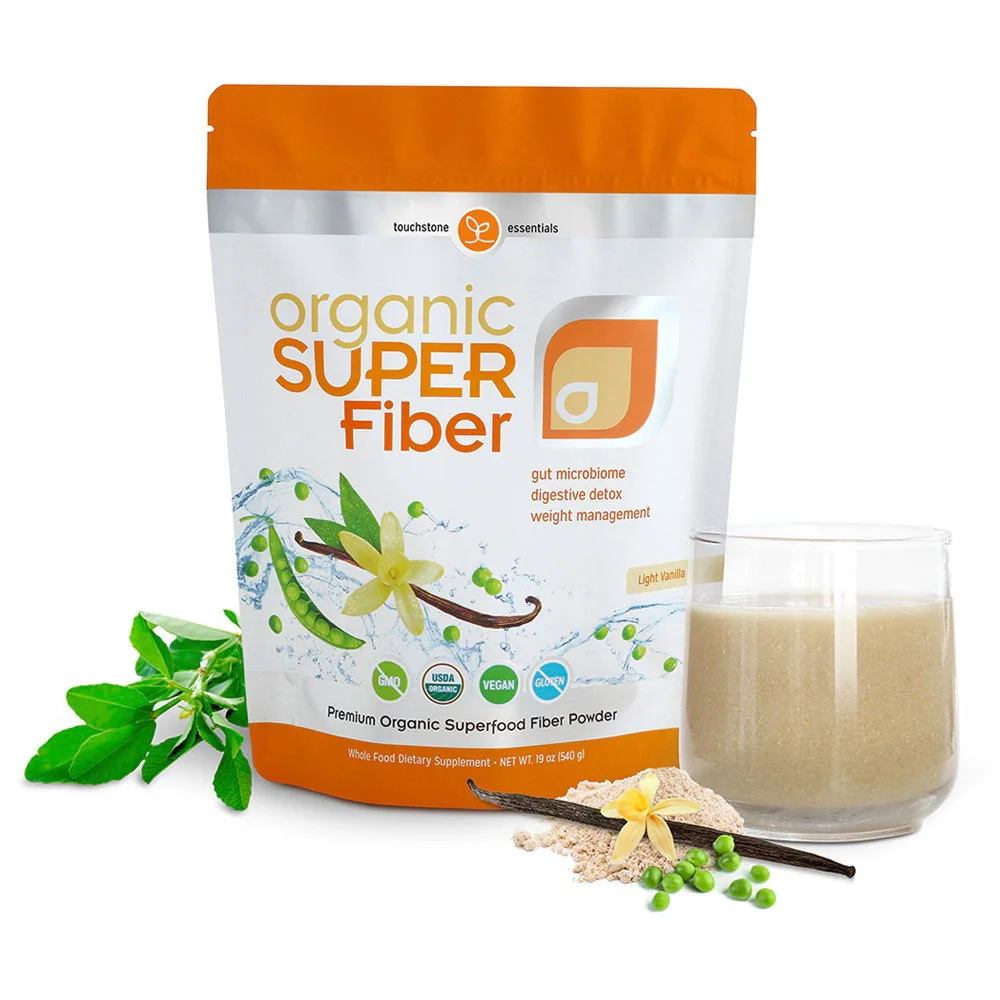 touchstone essentials
organic
SUPER
Fiber
gut microbiome
digestive detox
weight management
Light Vanilla
GMO
USDA
ORGANIC
VEGAN
GLUTEN
Premium Organic Superfood Fiber Powder
Whole Food Dietary Supplement • NET WT. 19 oz (540 g)